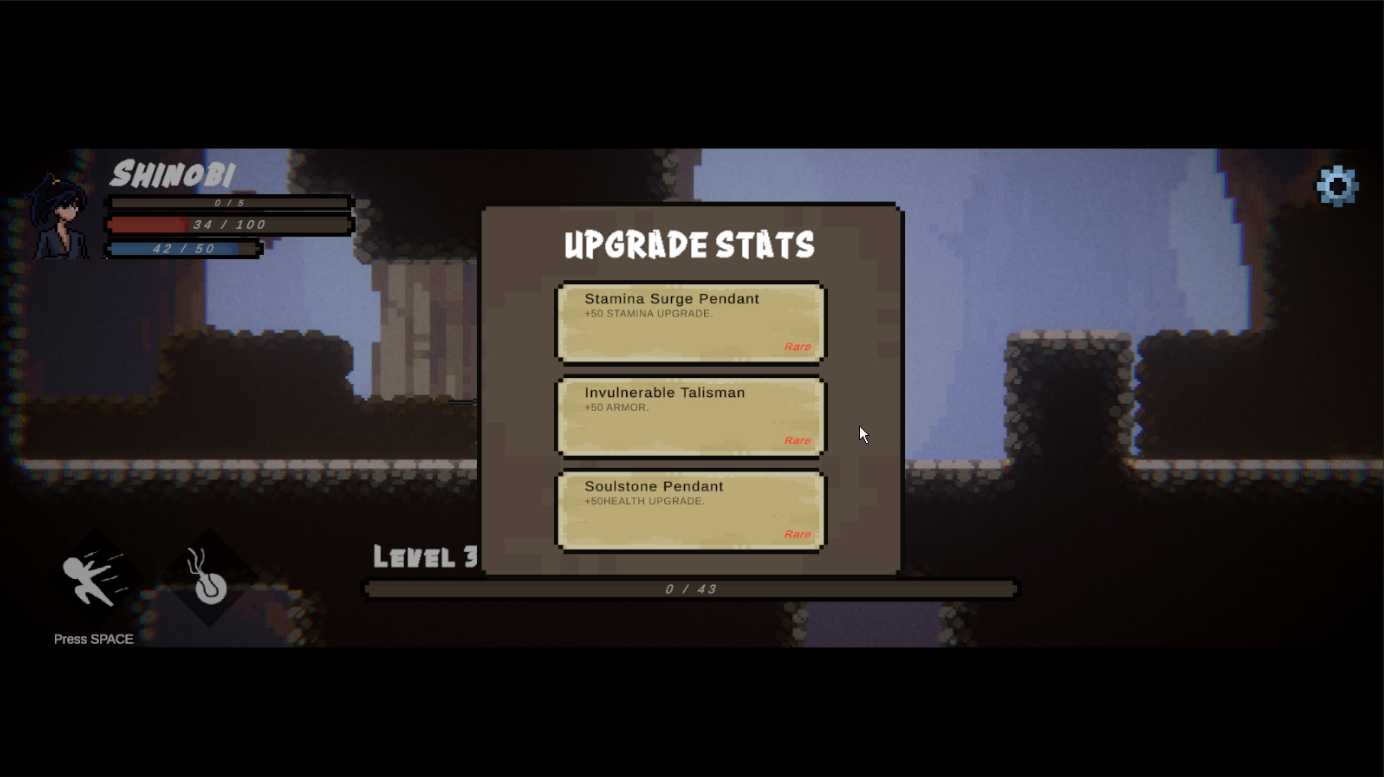 SHINOBI
0 / 5
34 / 100
42 / 50
UPGRADE STATS
Stamina Surge Pendant
+50 STAMINA UPGRADE.
Rare
Invulnerable Talisman
+50 ARMOR.
Rare
Soulstone Pendant
+50HEALTH UPGRADE.
Rare
LEVEL 3
0 / 43
Press SPACE